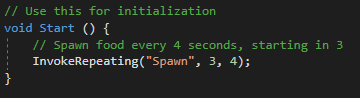 // Use this for initialization
void Start () {
    // Spawn food every 4 seconds, starting in 3
    InvokeRepeating("Spawn", 3, 4);
}